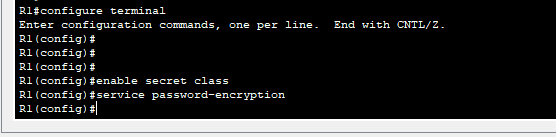 R1#configure terminal
Enter configuration commands, one per line.  End with CNTL/Z.
R1(config)#
R1(config)#
R1(config)#
R1(config)#enable secret class
R1(config)#service password-encryption
R1(config)#